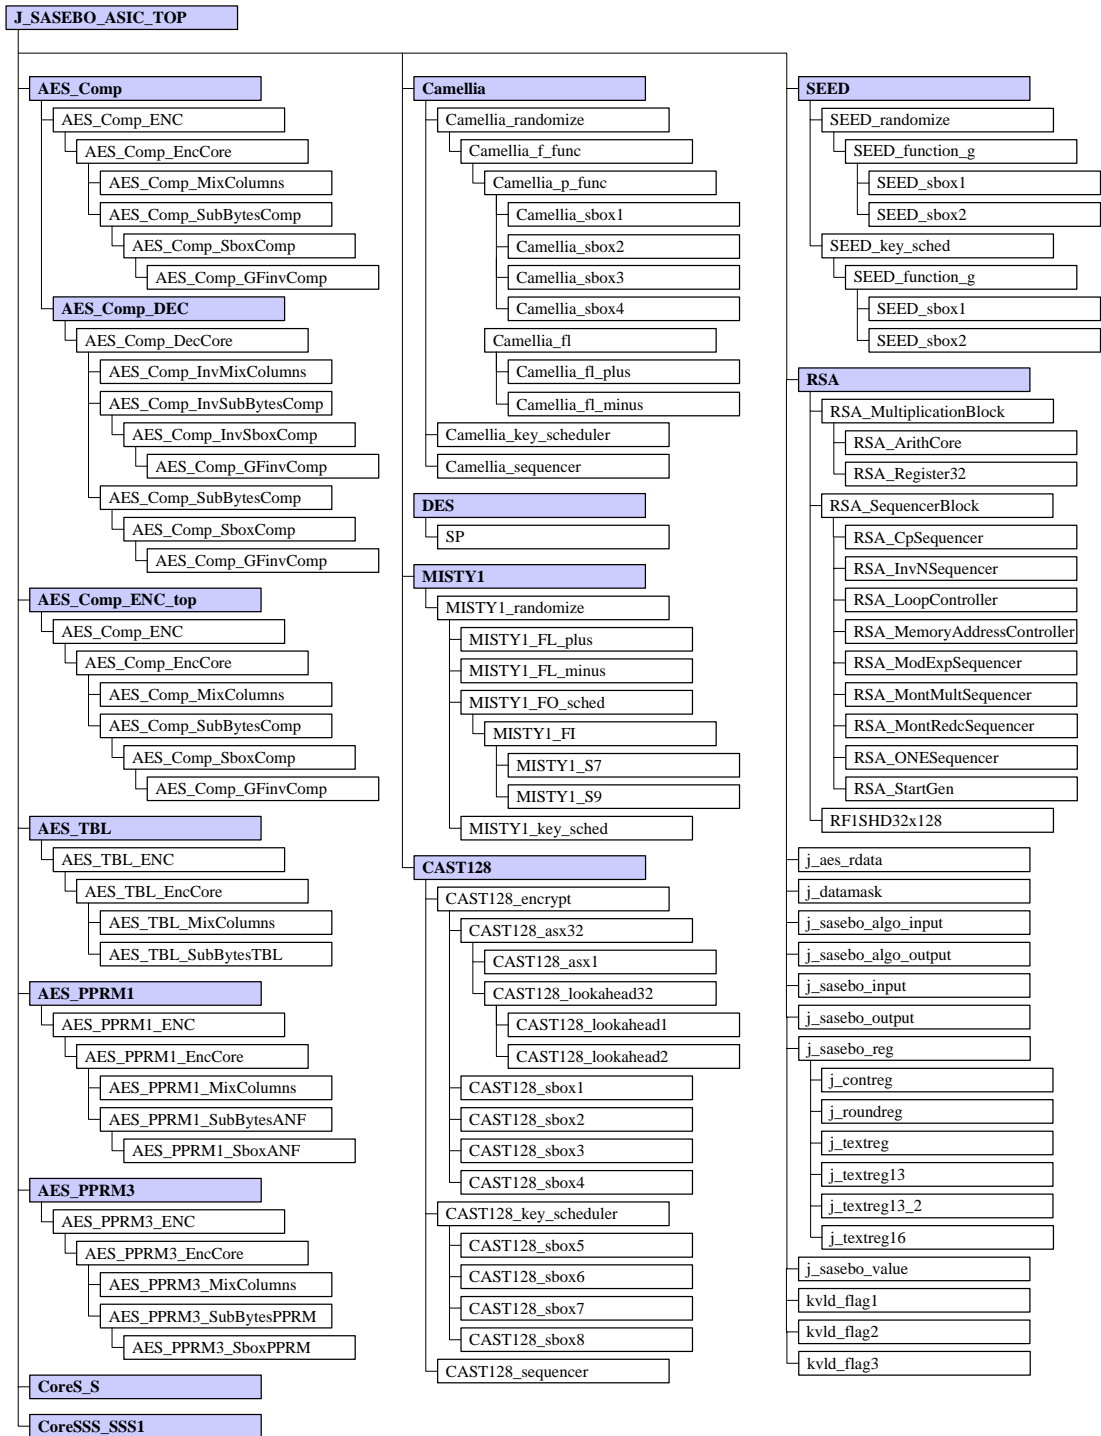 J_SASEBO_ASIC_TOP
AES_Comp
AES_Comp_ENC
AES_Comp_EncCore
AES_Comp_MixColumns
AES_Comp_SubBytesComp
AES_Comp_SboxComp
AES_Comp_GFinvComp
AES_Comp_DEC
AES_Comp_DecCore
AES_Comp_InvMixColumns
AES_Comp_InvSubBytesComp
AES_Comp_InvSboxComp
AES_Comp_GFinvComp
AES_Comp_SubBytesComp
AES_Comp_SboxComp
AES_Comp_GFinvComp
AES_Comp_ENC_top
AES_Comp_ENC
AES_Comp_EncCore
AES_Comp_MixColumns
AES_Comp_SubBytesComp
AES_Comp_SboxComp
AES_Comp_GFinvComp
AES_TBL
AES_TBL_ENC
AES_TBL_EncCore
AES_TBL_MixColumns
AES_TBL_SubBytesTBL
AES_PPRM1
AES_PPRM1_ENC
AES_PPRM1_EncCore
AES_PPRM1_MixColumns
AES_PPRM1_SubBytesANF
AES_PPRM1_SboxANF
AES_PPRM3
AES_PPRM3_ENC
AES_PPRM3_EncCore
AES_PPRM3_MixColumns
AES_PPRM3_SubBytesPPRM
AES_PPRM3_SboxPPRM
CoreS_S
CoreSSS_SSS1
Camellia
Camellia_randomize
Camellia_f_func
Camellia_p_func
Camellia_sbox1
Camellia_sbox2
Camellia_sbox3
Camellia_sbox4
Camellia_fl
Camellia_fl_plus
Camellia_fl_minus
Camellia_key_scheduler
Camellia_sequencer
DES
SP
MISTY1
MISTY1_randomize
MISTY1_FL_plus
MISTY1_FL_minus
MISTY1_FO_sched
MISTY1_FI
MISTY1_S7
MISTY1_S9
MISTY1_key_sched
CAST128
CAST128_encrypt
CAST128_asx32
CAST128_asx1
CAST128_lookahead32
CAST128_lookahead1
CAST128_lookahead2
CAST128_sbox1
CAST128_sbox2
CAST128_sbox3
CAST128_sbox4
CAST128_key_scheduler
CAST128_sbox5
CAST128_sbox6
CAST128_sbox7
CAST128_sbox8
CAST128_sequencer
SEED
SEED_randomize
SEED_function_g
SEED_sbox1
SEED_sbox2
SEED_key_sched
SEED_function_g
SEED_sbox1
SEED_sbox2
RSA
RSA_MultiplicationBlock
RSA_ArithCore
RSA_Register32
RSA_SequencerBlock
RSA_CpSequencer
RSA_InvNSequencer
RSA_LoopController
RSA_MemoryAddressController
RSA_ModExpSequencer
RSA_MontMultSequencer
RSA_MontRedcSequencer
RSA_ONESequencer
RSA_StartGen
RF1SHD32x128
j_aes_rdata
j_datamask
j_sasebo_algo_input
j_sasebo_algo_output
j_sasebo_input
j_sasebo_output
j_sasebo_reg
j_contreg
j_roundreg
j_textreg
j_textreg13
j_textreg13_2
j_textreg16
j_sasebo_value
kvld_flag1
kvld_flag2
kvld_flag3